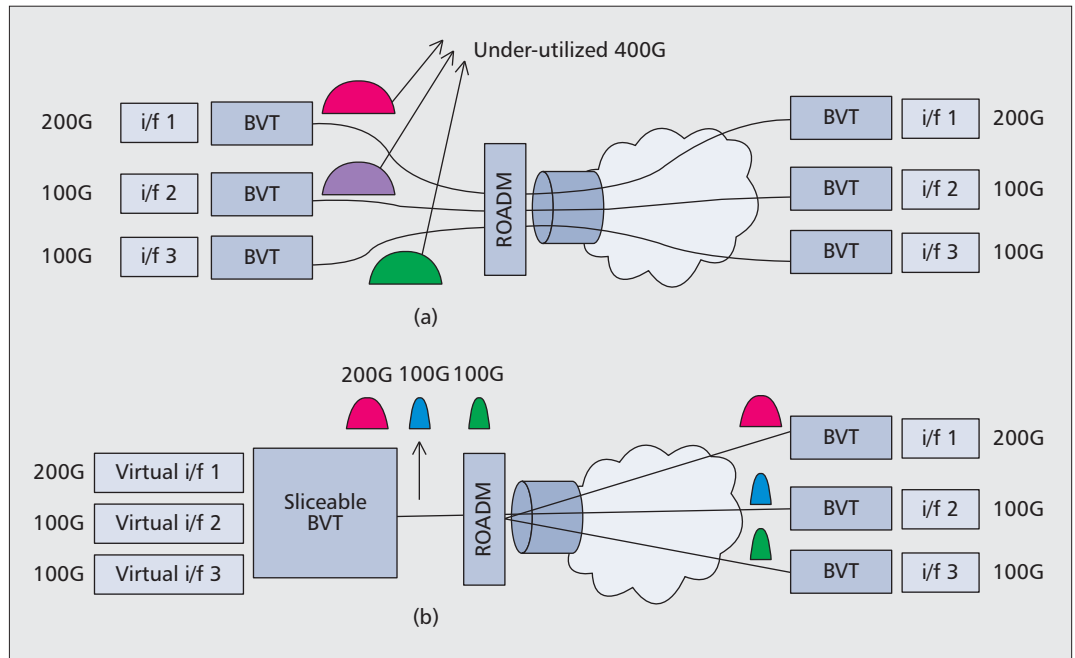 Under-utilized 400G
200G i/f 1 BVT BVT i/f 1 200G
100G i/f 2 BVT ROADM BVT i/f 2 100G
100G i/f 3 BVT BVT i/f 3 100G
(a)
200G 100G 100G
200G Virtual i/f 1 BVT i/f 1 200G
100G Virtual i/f 2 Sliceable BVT ROADM BVT i/f 2 100G
100G Virtual i/f 3 BVT i/f 3 100G
(b)